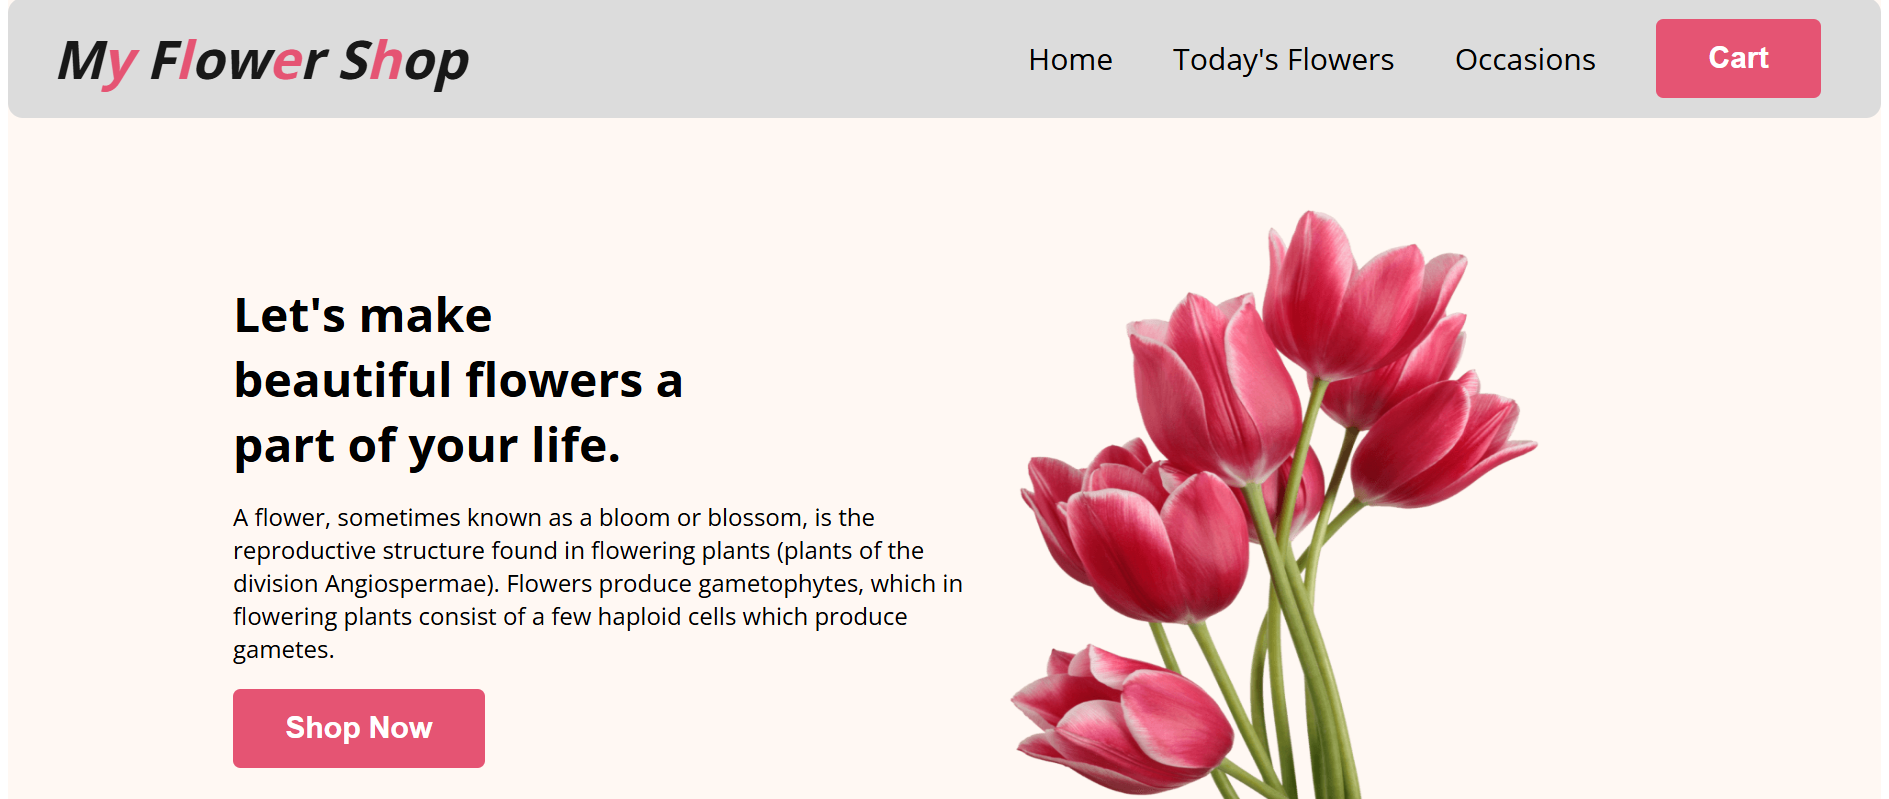 My Flower Shop
Home
Today's Flowers
Occasions
Cart
Let's make
beautiful flowers a
part of your life.
A flower, sometimes known as a bloom or blossom, is the
reproductive structure found in flowering plants (plants of the
division Angiospermae). Flowers produce gametophytes, which in
flowering plants consist of a few haploid cells which produce
gametes.
Shop Now